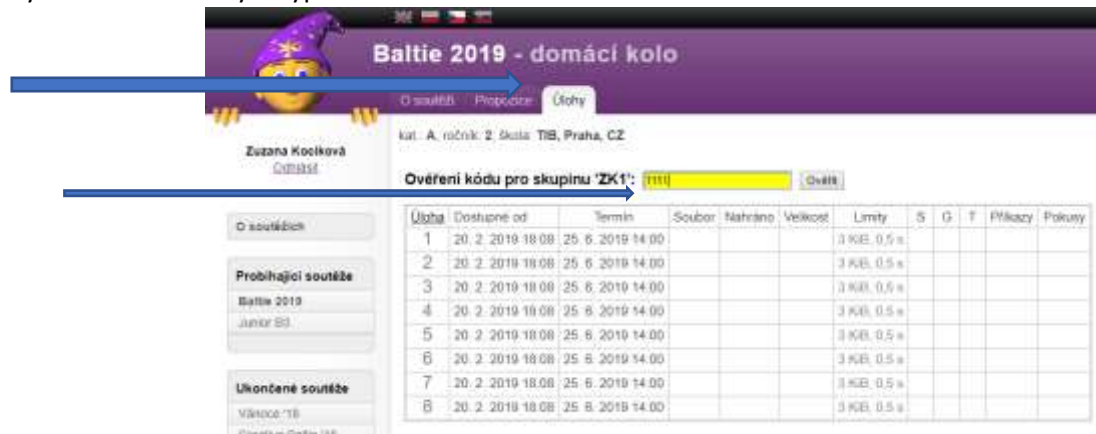 Baltie 2019 - domácí kolo
O soutěži Propozice Úlohy
Zuzana Kocíková
Odhlásit
kat. A, ročník 2, škola TIB, Praha, CZ
Ověření kódu pro skupinu 'ZK1': 1111 Ověřit
Úloha Dostupné od Termín Soubor Nahráno Velikost Limity S G T Příkazy Pokusy
1 20. 2. 2019 18:08 25. 6. 2019 14:00 3 KiB, 0,5 s
2 20. 2. 2019 18:08 25. 6. 2019 14:00 3 KiB, 0,5 s
3 20. 2. 2019 18:08 25. 6. 2019 14:00 3 KiB, 0,5 s
4 20. 2. 2019 18:08 25. 6. 2019 14:00 3 KiB, 0,5 s
5 20. 2. 2019 18:08 25. 6. 2019 14:00 3 KiB, 0,5 s
6 20. 2. 2019 18:08 25. 6. 2019 14:00 3 KiB, 0,5 s
7 20. 2. 2019 18:08 25. 6. 2019 14:00 3 KiB, 0,5 s
8 20. 2. 2019 18:08 25. 6. 2019 14:00 3 KiB, 0,5 s
O soutěžích
Probíhající soutěže
Baltie 2019
Junior B3
Ukončené soutěže
Vánoce '18